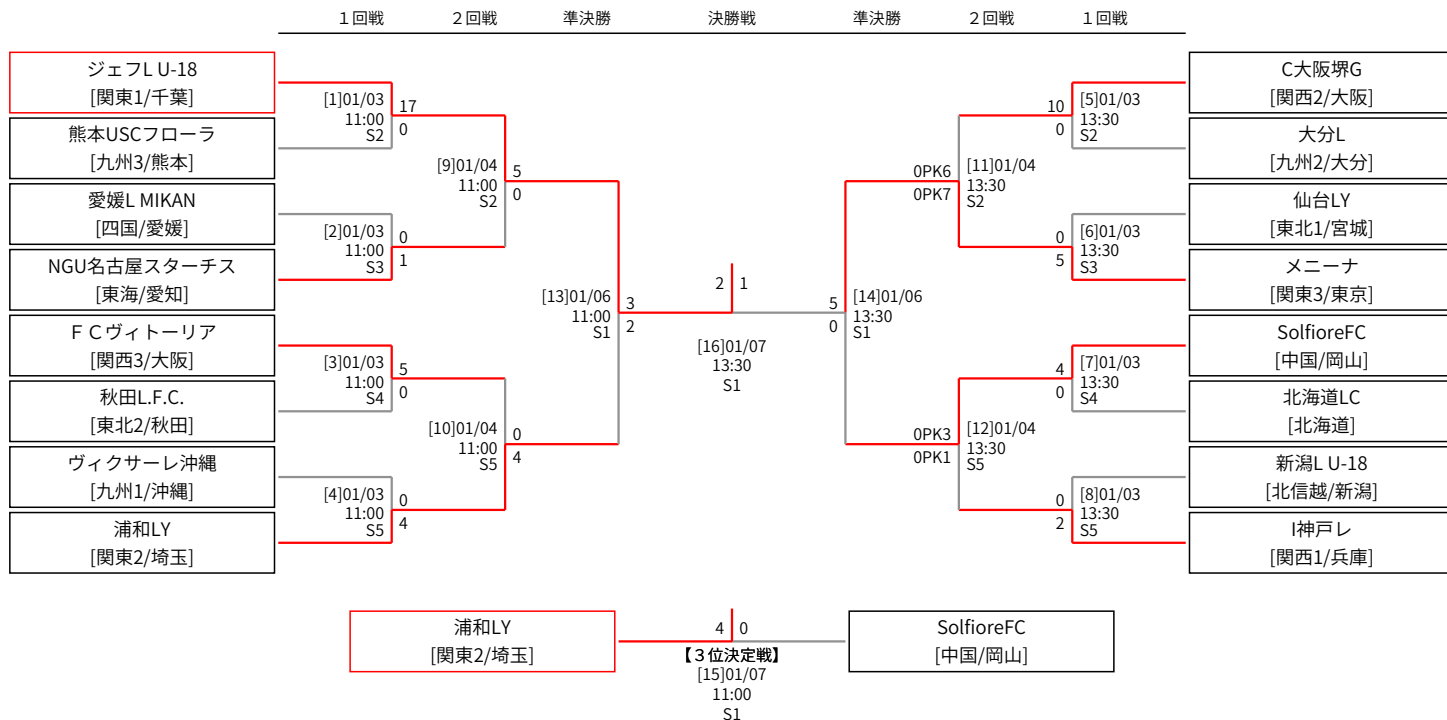 １回戦
２回戦
準決勝
決勝戦
準決勝
２回戦
１回戦
ジェフL U-18
[関東1/千葉]
熊本USCフローラ
[九州3/熊本]
愛媛L MIKAN
[四国/愛媛]
NGU名古屋スターチス
[東海/愛知]
ＦＣヴィトーリア
[関西3/大阪]
秋田L.F.C.
[東北2/秋田]
ヴィクサーレ沖縄
[九州1/沖縄]
浦和LY
[関東2/埼玉]
[1]01/03
11:00
S2
17
0
[2]01/03
11:00
S3
0
1
[3]01/03
11:00
S4
5
0
[4]01/03
11:00
S5
0
4
[9]01/04
11:00
S2
5
0
[10]01/04
11:00
S5
0
4
[13]01/06
11:00
S1
3
2
2
1
[16]01/07
13:30
S1
5
0
[14]01/06
13:30
S1
0PK6
0PK7
[11]01/04
13:30
S2
0PK3
0PK1
[12]01/04
13:30
S5
10
0
[5]01/03
13:30
S2
0
5
[6]01/03
13:30
S3
4
0
[7]01/03
13:30
S4
0
2
[8]01/03
13:30
S5
C大阪堺G
[関西2/大阪]
大分L
[九州2/大分]
仙台LY
[東北1/宮城]
メニーナ
[関東3/東京]
SolfioreFC
[中国/岡山]
北海道LC
[北海道]
新潟L U-18
[北信越/新潟]
I神戸レ
[関西1/兵庫]
浦和LY
[関東2/埼玉]
4
0
【３位決定戦】
[15]01/07
11:00
S1
SolfioreFC
[中国/岡山]